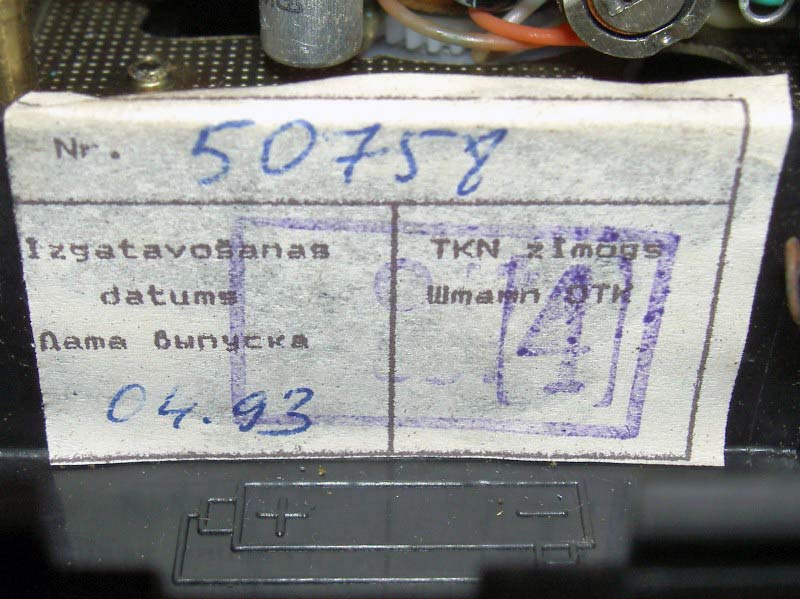 Nr. 50758
Izgatavošanas
datums
Дата выпуска
04.93
TKN zīmogs
Штамп ОТК
4